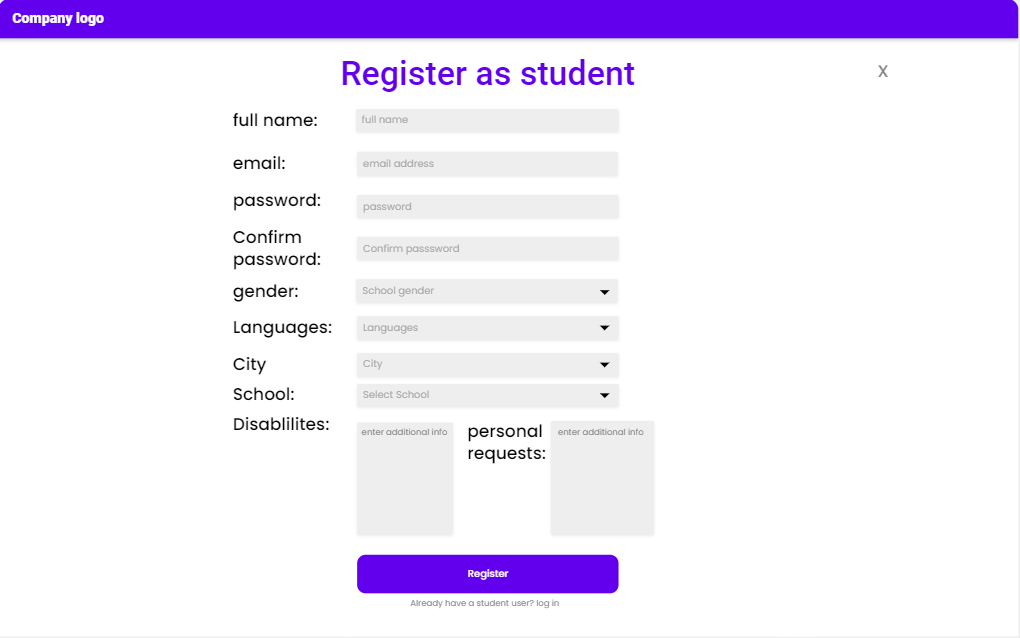 Company logo
Register as student
X
full name:
full name
email:
email address
password:
password
Confirm
password:
Confirm passsword
gender:
School gender
Languages:
Languages
City
City
School:
Select School
Disablilites:
enter additional info
personal
requests:
enter additional info
Register
Already have a student user? log in